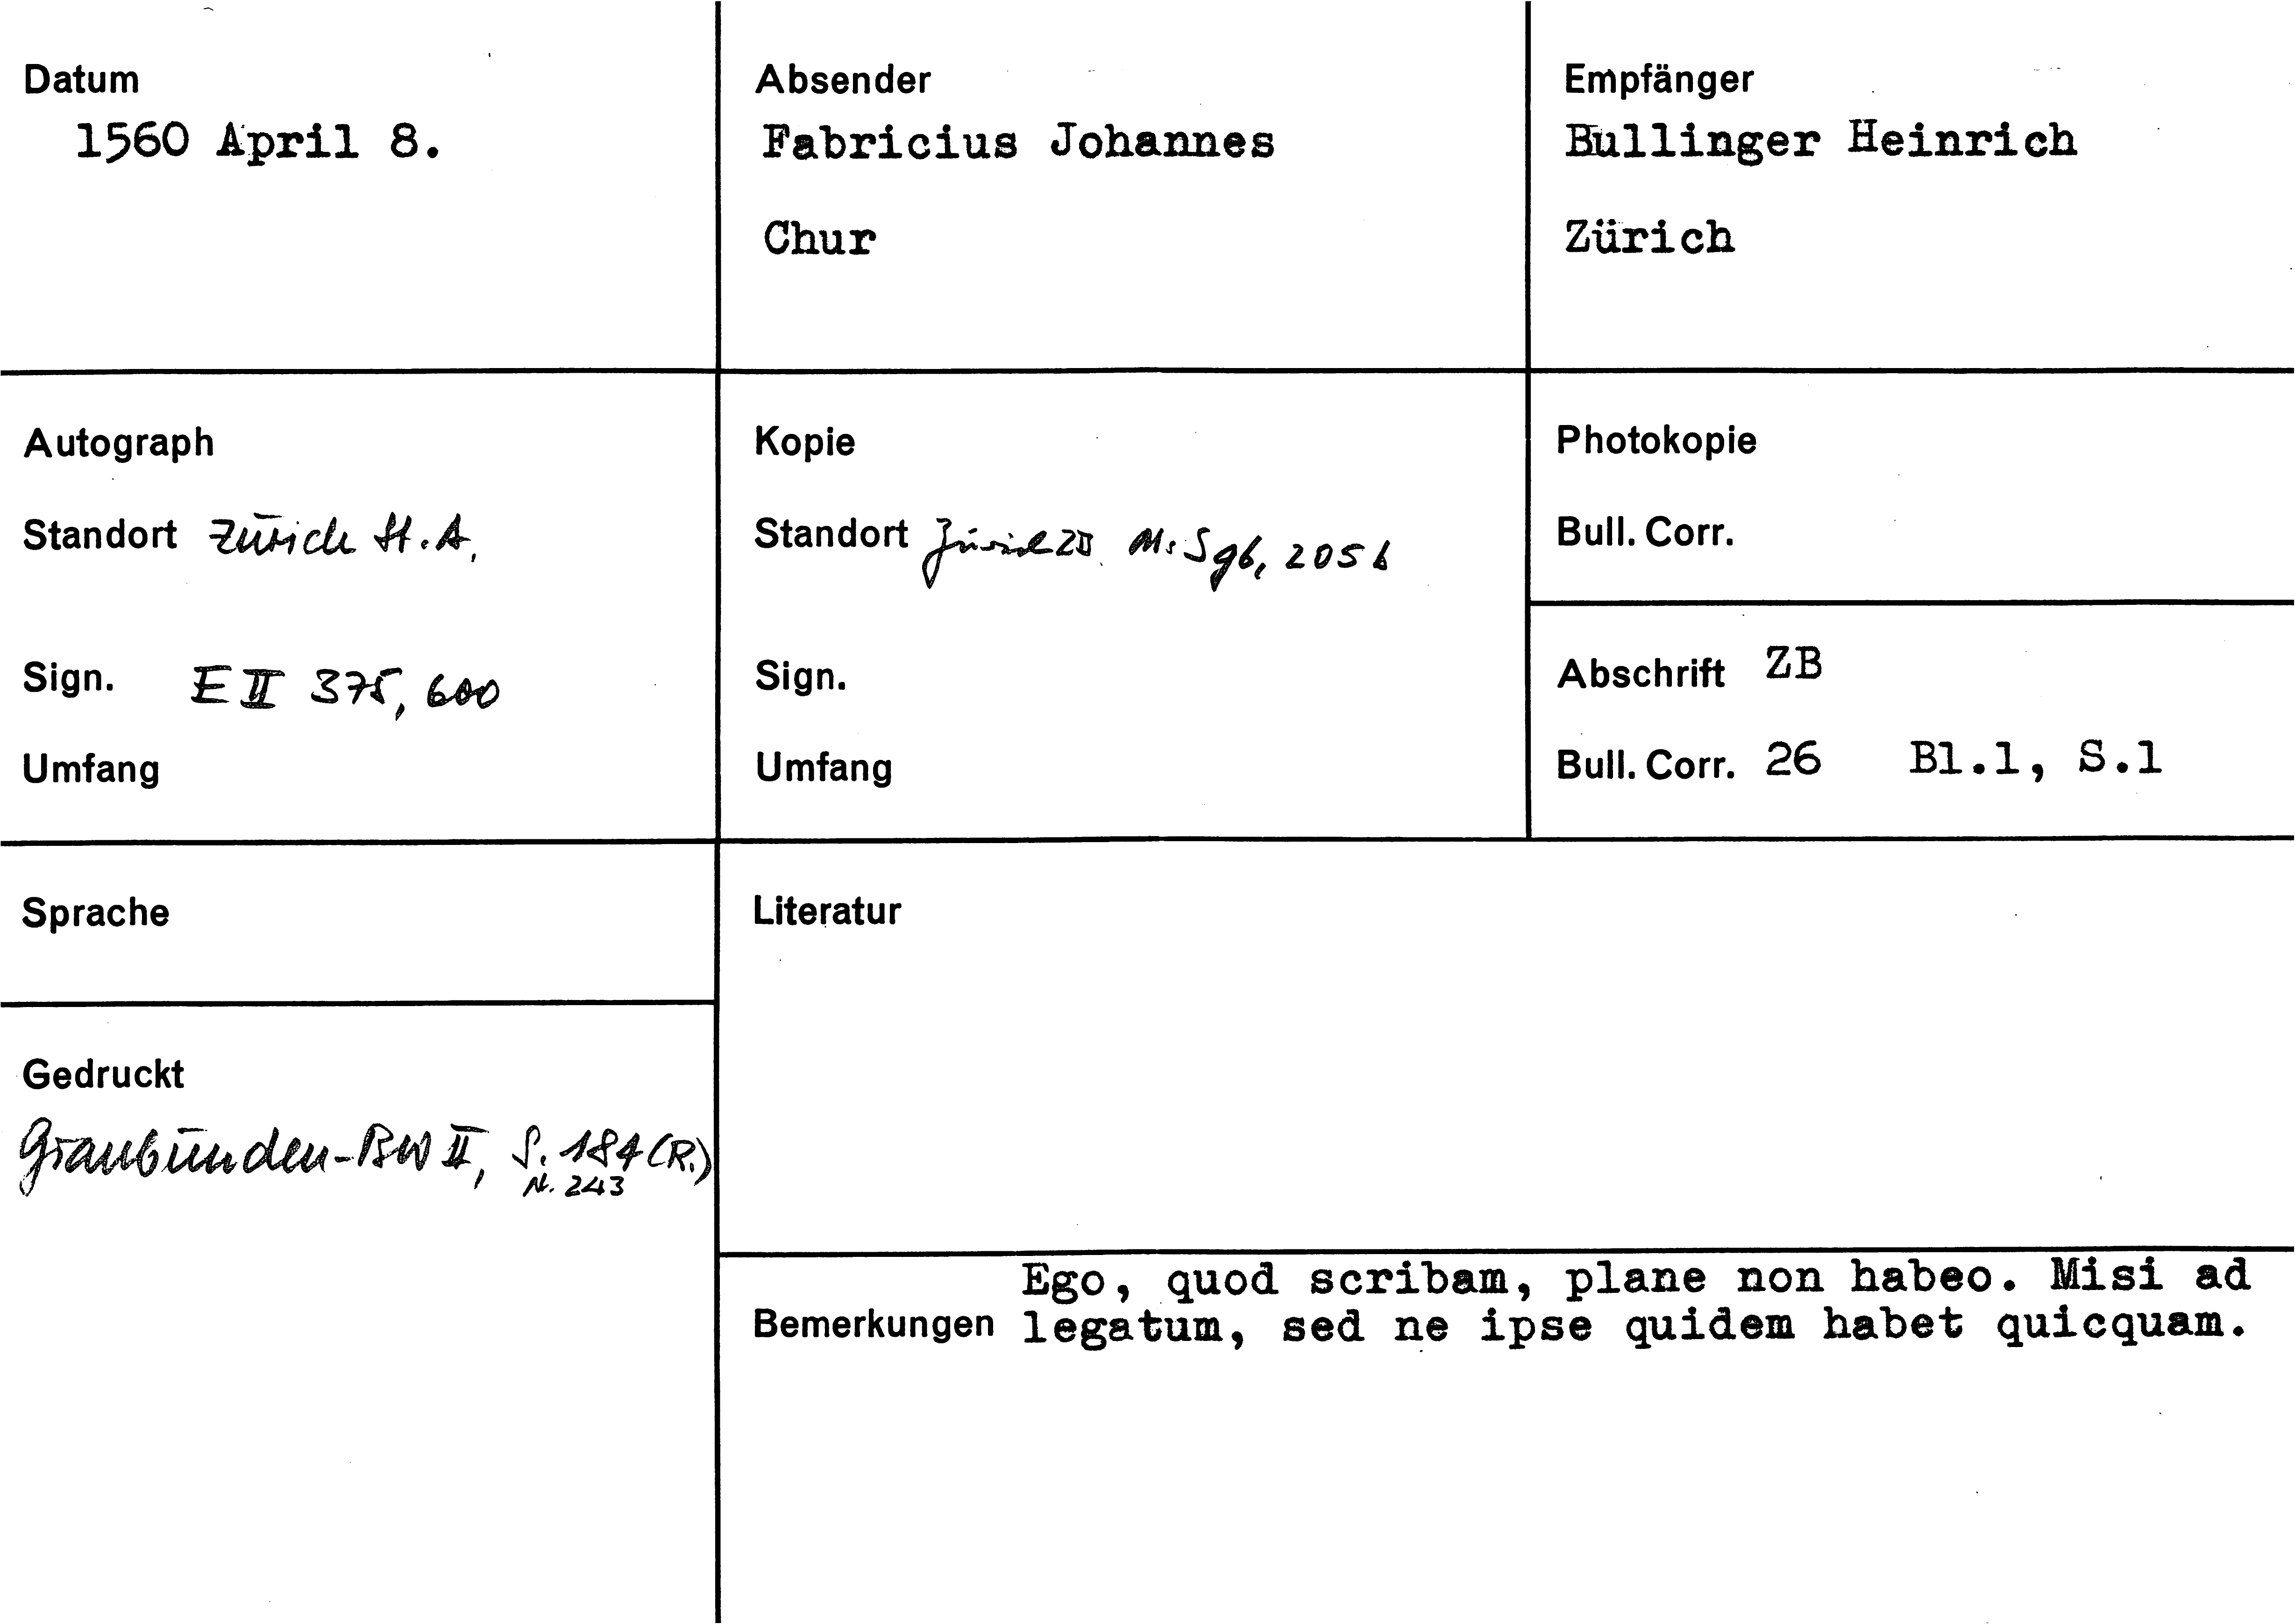 Datum
1560 April 8.
Absender
Fabricius Johannes
Chur
Empfänger
Bullinger Heinrich
Zürich
Autograph
Standort Zürich St.A.
Sign. E II 375, 600
Umfang
Kopie
Standort Zürich ZB Ms S 96, 205 b
Sign.
Umfang
Photokopie
Bull. Corr.
Abschrift ZB
Bull. Corr. 26 Bl.1, S.1
Sprache
Literatur
Gedruckt
Graubünden-BW II, S. 184 (R.)
N. 243
Bemerkungen
Ego, quod scribam, plane non habeo. Misi ad
legatum, sed ne ipse quidem habet quicquam.